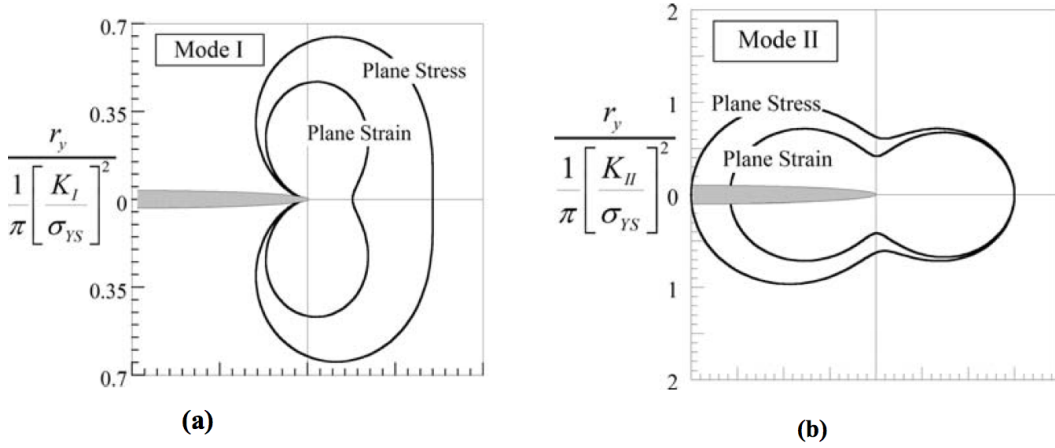 0.7
Mode I
Plane Stress
0.35
Plane Strain
r_y
1/π [K_I/σ_YS]^2
0
0.35
0.7
(a)
2
Mode II
Plane Stress
1
Plane Strain
r_y
1/π [K_II/σ_YS]^2
0
1
2
(b)